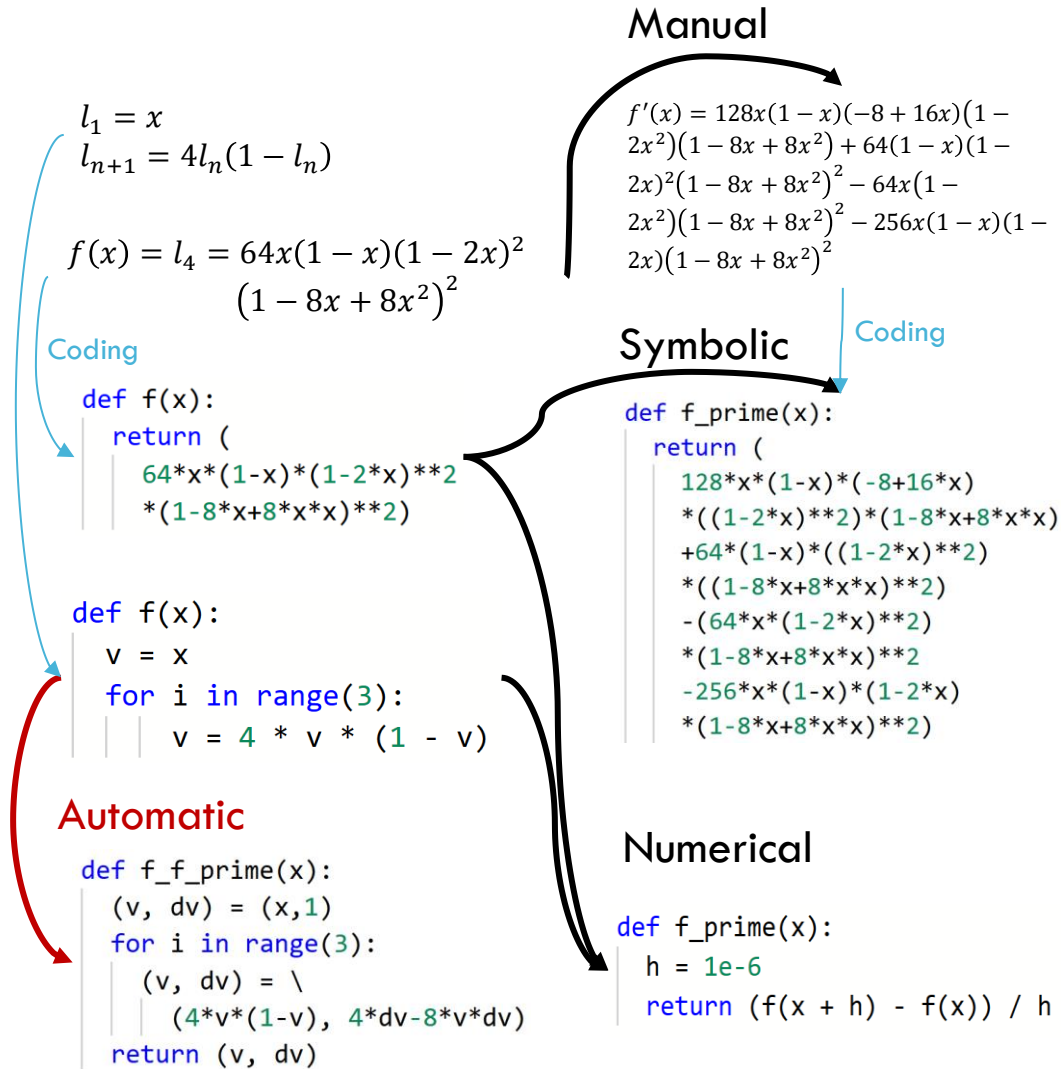 Manual
l₁ = x
lₙ₊₁ = 4lₙ(1 − lₙ)
f(x) = l₄ = 64x(1 − x)(1 − 2x)²
(1 − 8x + 8x²)²
f′(x) = 128x(1 − x)(−8 + 16x)(1 −
2x²)(1 − 8x + 8x²) + 64(1 − x)(1 −
2x)²(1 − 8x + 8x²)² − 64x(1 −
2x²)(1 − 8x + 8x²)² − 256x(1 − x)(1 −
2x)(1 − 8x + 8x²)²
Coding
Coding
def f(x):
return (
64*x*(1-x)*(1-2*x)**2
*(1-8*x+8*x*x)**2)
Symbolic
def f_prime(x):
return (
128*x*(1-x)*(-8+16*x)
*((1-2*x)**2)*(1-8*x+8*x*x)
+64*(1-x)*((1-2*x)**2)
*((1-8*x+8*x*x)**2)
-(64*x*(1-2*x)**2)
*(1-8*x+8*x*x)**2
-256*x*(1-x)*(1-2*x)
*(1-8*x+8*x*x)**2)
def f(x):
v = x
for i in range(3):
v = 4 * v * (1 - v)
Automatic
def f_f_prime(x):
(v, dv) = (x,1)
for i in range(3):
(v, dv) = \
(4*v*(1-v), 4*dv-8*v*dv)
return (v, dv)
Numerical
def f_prime(x):
h = 1e-6
return (f(x + h) - f(x)) / h